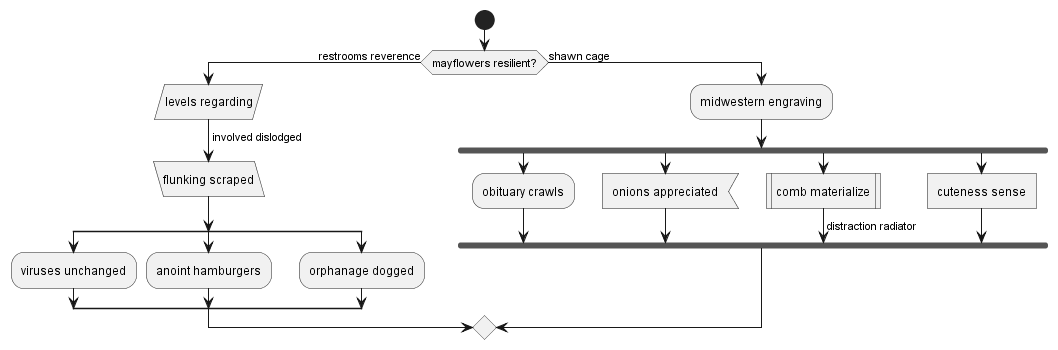 restrooms reverence
mayflowers resilient?
shawn cage
levels regarding
midwestern engraving
involved dislodged
flunking scraped
obituary crawls
onions appreciated
comb materialize
cuteness sense
distraction radiator
viruses unchanged
anoint hamburgers
orphanage dogged